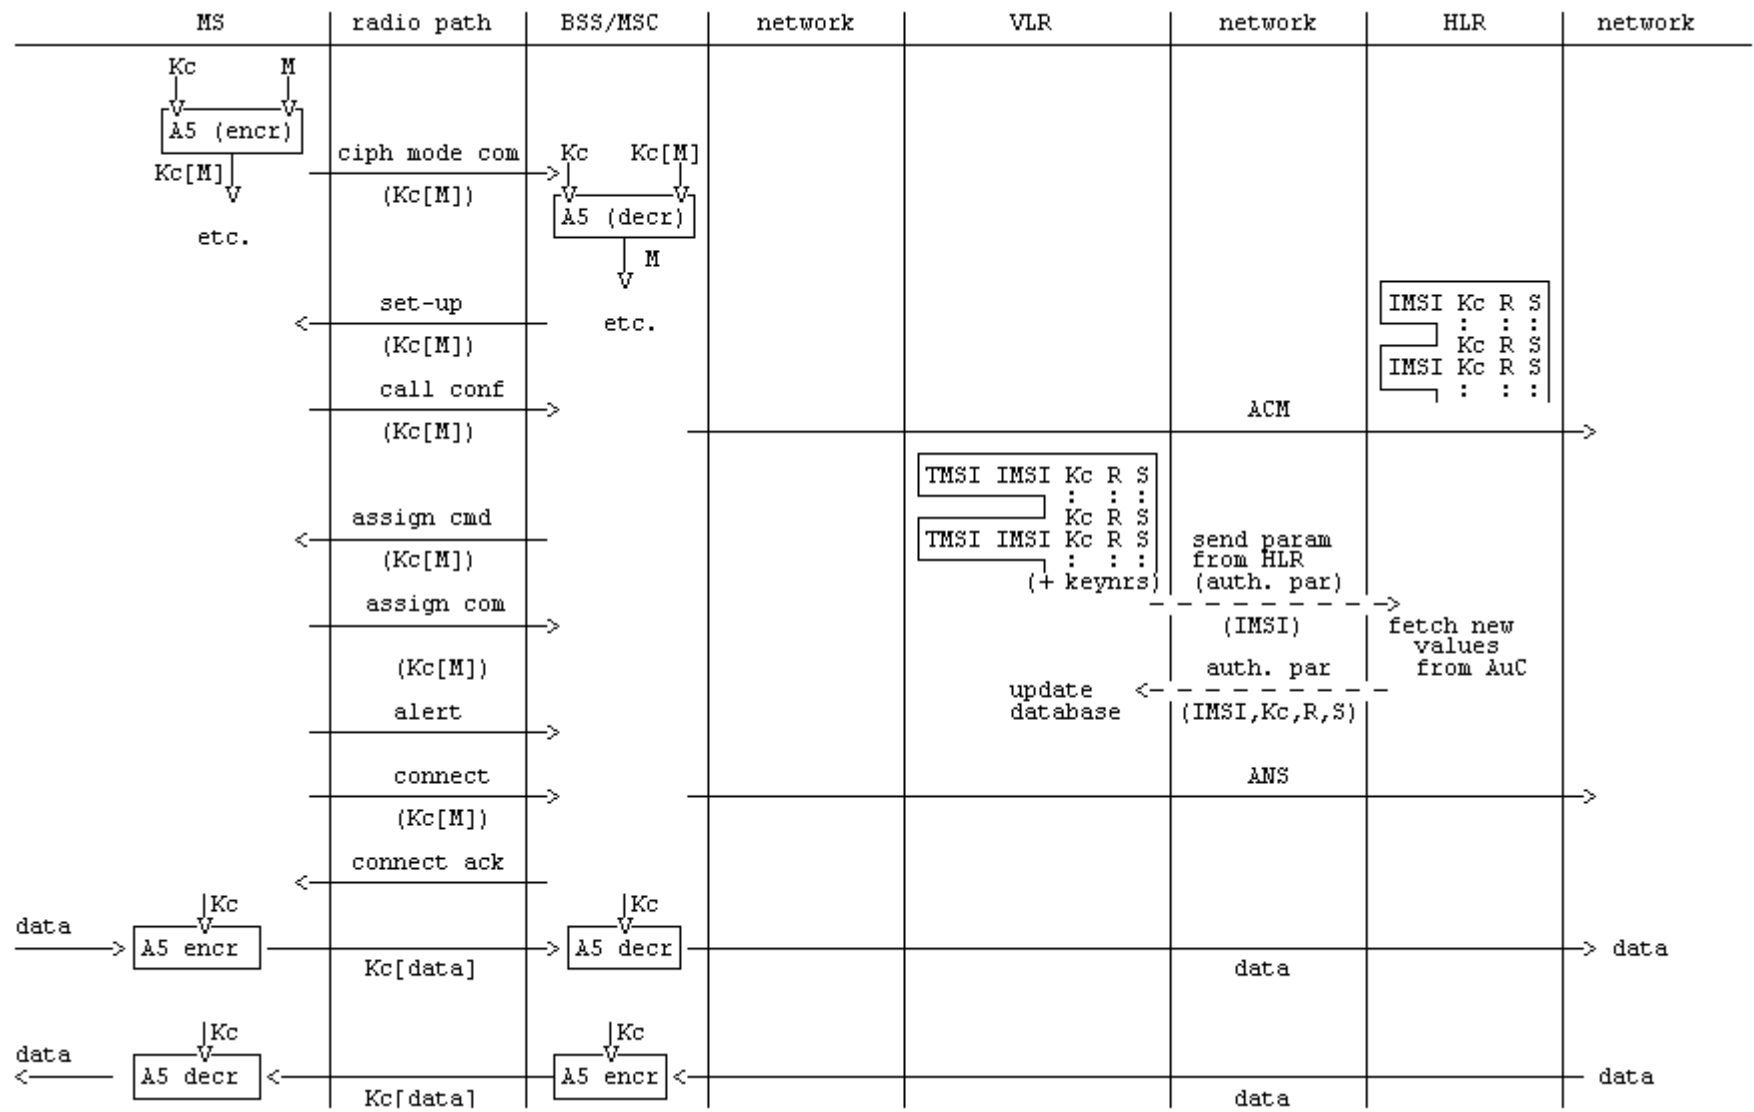 MS radio path BSS/MSC network VLR network HLR network
Kc M
A5 (encr)
ciph mode com Kc Kc[M]
Kc[M]
(Kc[M])
A5 (decr)
etc.
M
set-up
IMSI Kc R S
etc.
: : :
(Kc[M])
Kc R S
IMSI Kc R S
call conf
: : :
ACM
(Kc[M])
TMSI IMSI Kc R S
: : :
assign cmd
Kc R S
TMSI IMSI Kc R S
send param
(Kc[M])
: : :
from HLR
(+ keynrs)
(auth. par)
assign com
(IMSI)
fetch new
values
(Kc[M])
auth. par
from AuC
update
alert
database
(IMSI,Kc,R,S)
connect
ANS
(Kc[M])
connect ack
Kc Kc
data
A5 encr
A5 decr
data
Kc[data]
data
Kc Kc
data
A5 decr
A5 encr
data
Kc[data]
data